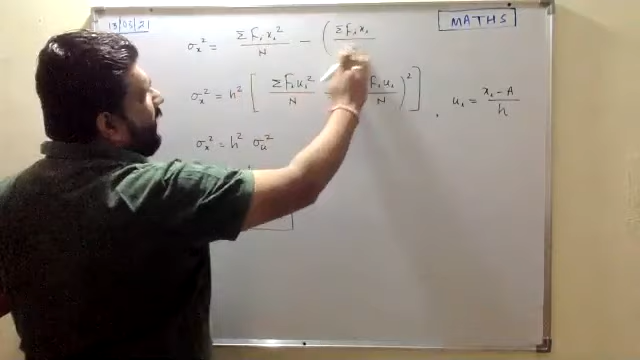 13/03/21
MATHS
σₓ² = Σfᵢxᵢ²/N − (Σfᵢxᵢ
σₓ² = h² [ Σfᵢuᵢ²/N fᵢuᵢ/N )² ] , uᵢ = xᵢ − A/h
σₓ² = h² σᵤ²